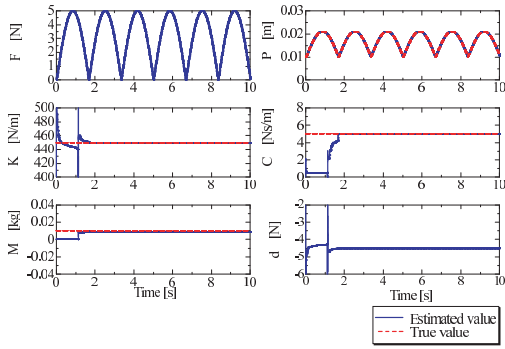 F [N]
5
4
3
2
1
0
0 2 4 6 8 10
P [m]
0.03
0.02
0.01
0
0 2 4 6 8 10
K [N/m]
500
480
460
440
420
400
0 2 4 6 8 10
C [Ns/m]
8
6
4
2
0
0 2 4 6 8 10
M [kg]
0.04
0.02
0
-0.02
-0.04
0 2 4 6 8 10
Time [s]
d [N]
-2
-3
-4
-5
-6
0 2 4 6 8 10
Time [s]
Estimated value
True value